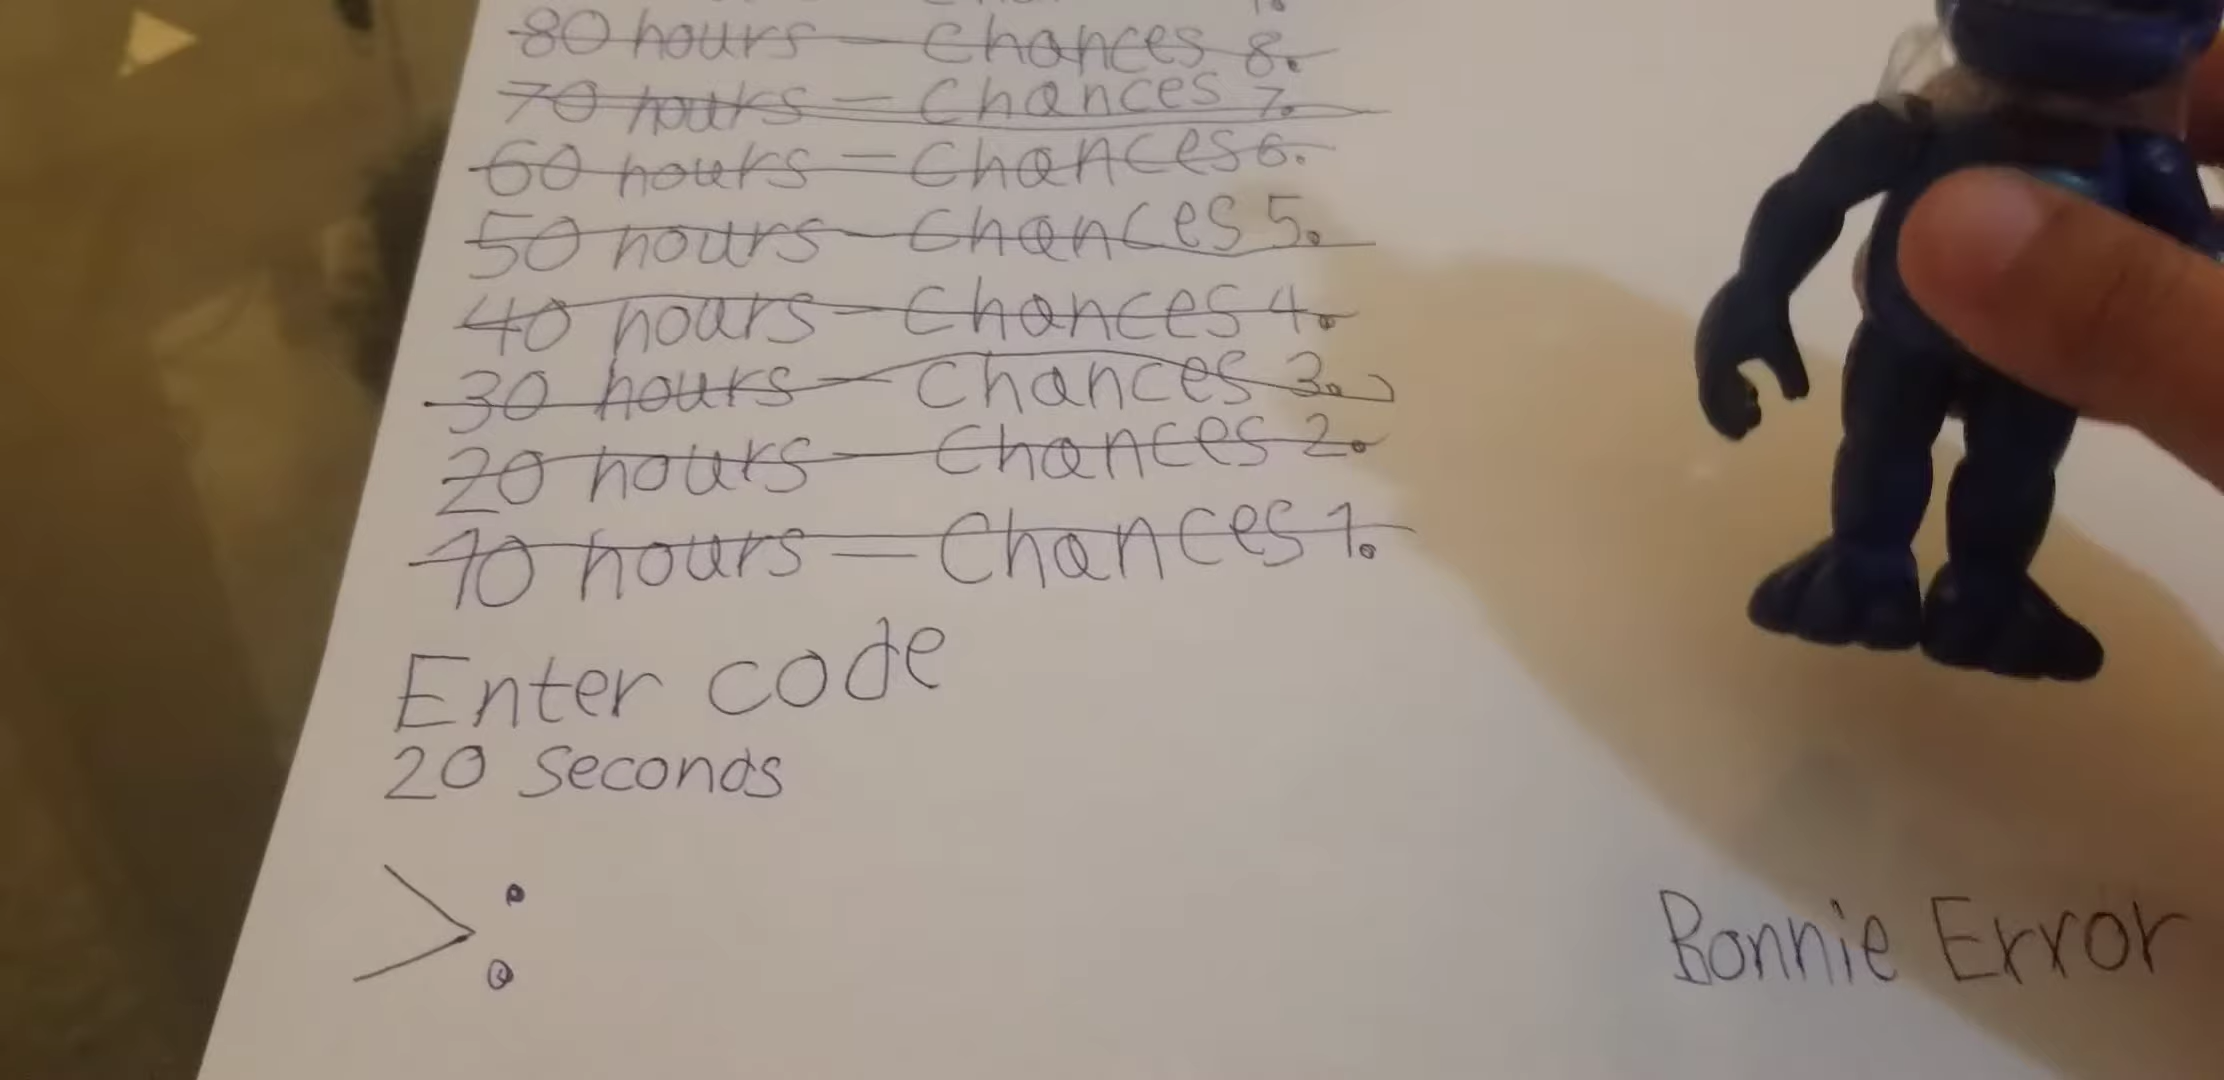 80 hours - Chances 8.
70 hours - Chances 7.
60 hours - Chances 6.
50 hours - Chances 5.
40 hours - Chances 4.
30 hours - Chances 3.
20 hours - Chances 2.
10 hours - Chances 1.
Enter code
20 Seconds
>:
Bonnie Error